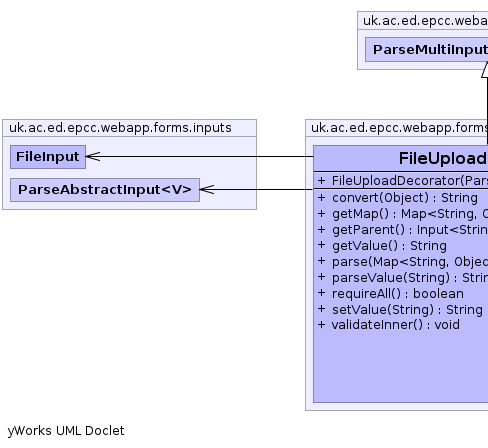 uk.ac.ed.epcc.weba
ParseMultiInput
uk.ac.ed.epcc.webapp.forms.inputs
FileInput
ParseAbstractInput<V>
uk.ac.ed.epcc.webapp.forms
FileUpload
+ FileUploadDecorator(Pars
+ convert(Object) : String
+ getMap() : Map<String, O
+ getParent() : Input<Strin
+ getValue() : String
+ parse(Map<String, Objec
+ parseValue(String) : Strin
+ requireAll() : boolean
+ setValue(String) : String
+ validateInner() : void
yWorks UML Doclet